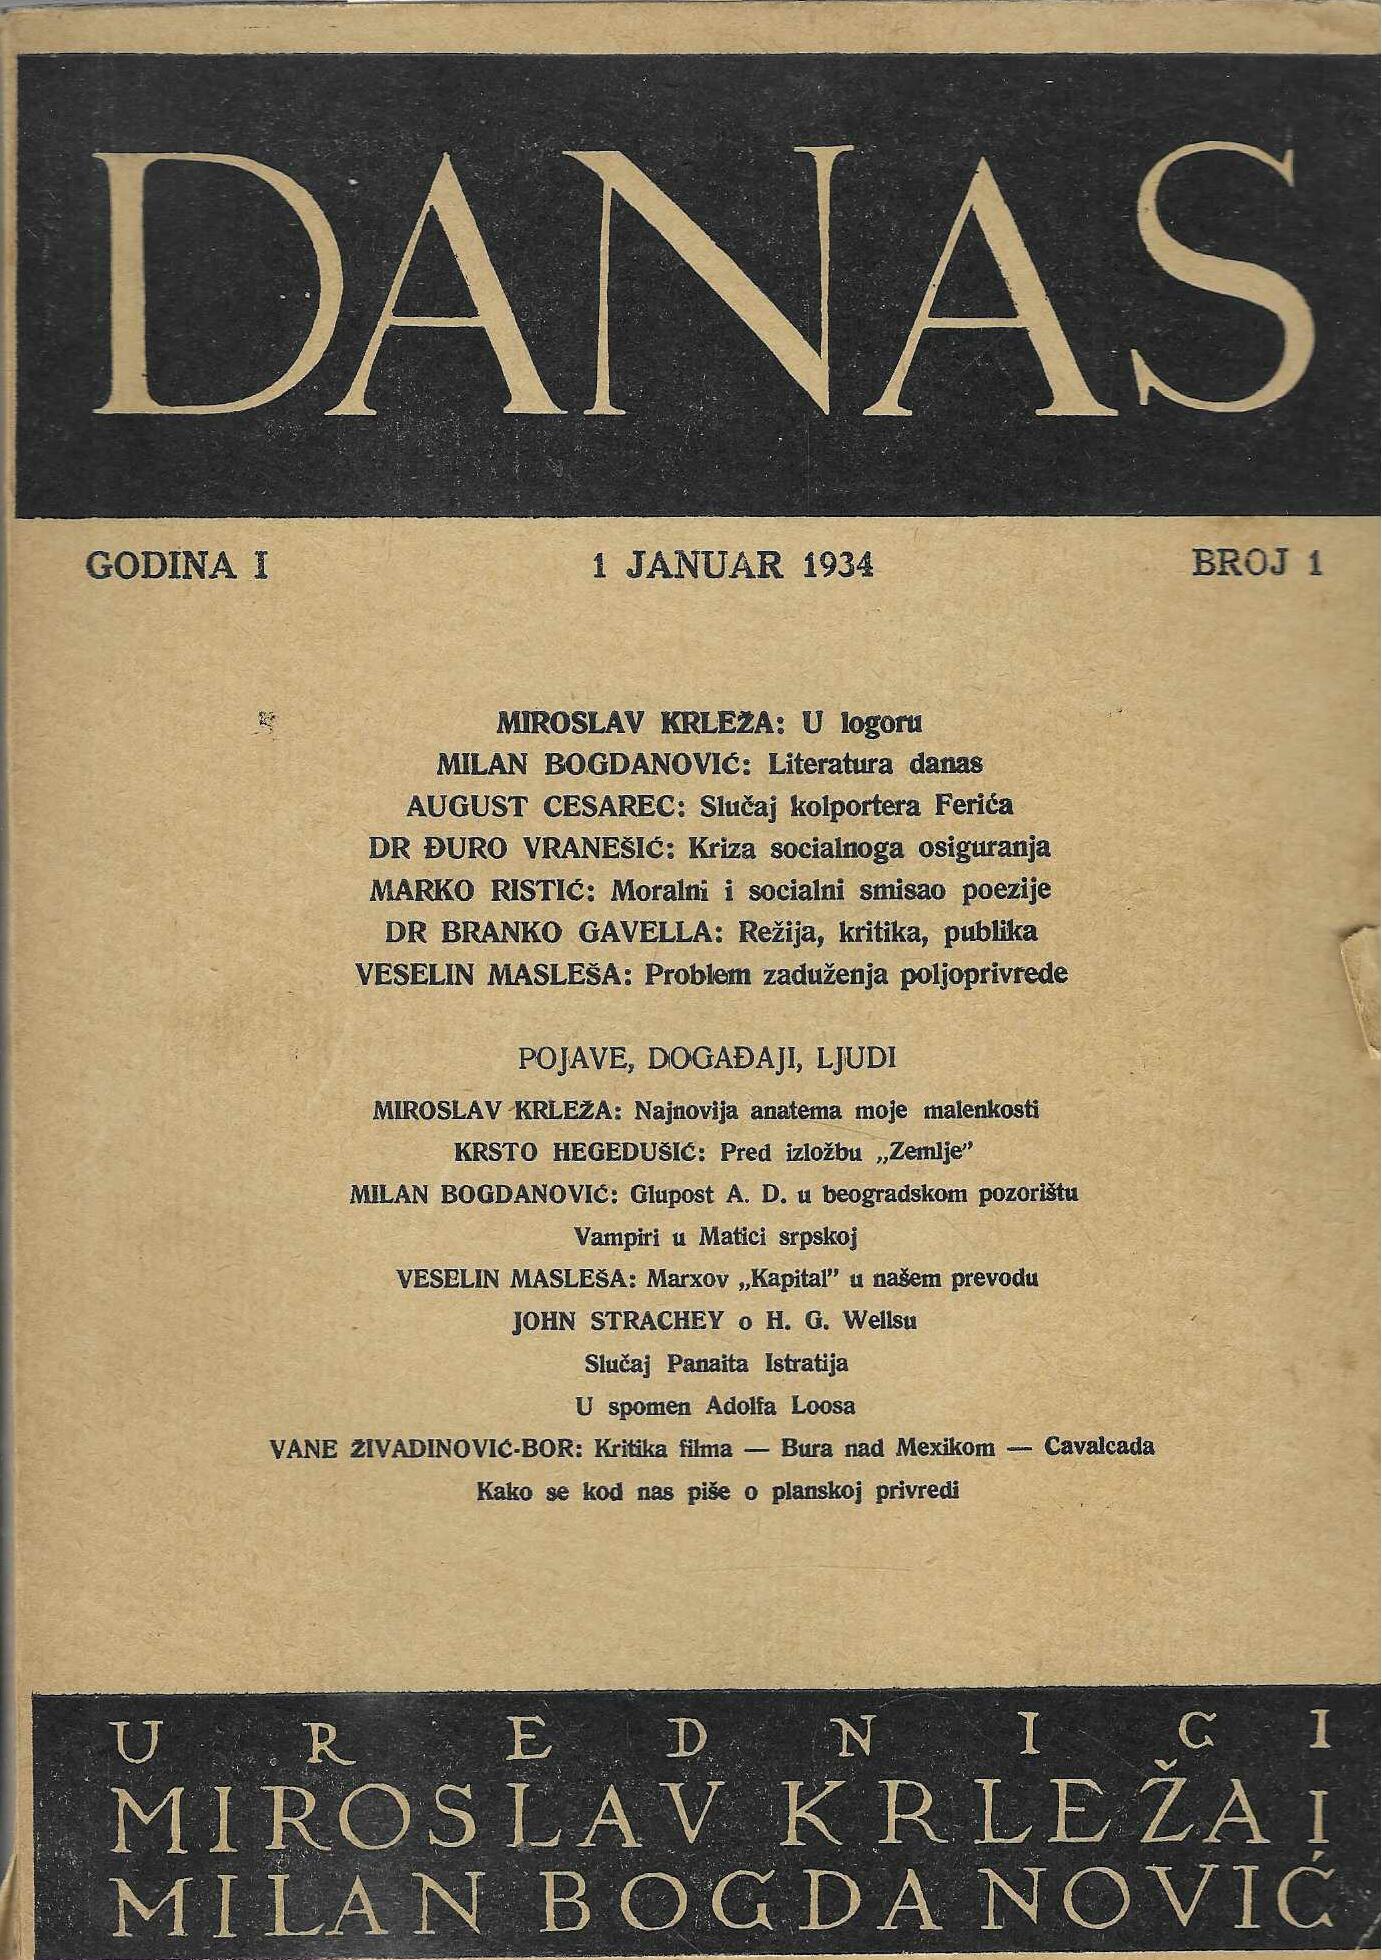 DANAS
GODINA I 1 JANUAR 1934 BROJ 1
MIROSLAV KRLEŽA: U logoru
MILAN BOGDANOVIĆ: Literatura danas
AUGUST CESAREC: Slučaj kolportera Ferića
DR ĐURO VRANEŠIĆ: Kriza socialnoga osiguranja
MARKO RISTIĆ: Moralni i socialni smisao poezije
DR BRANKO GAVELLA: Režija, kritika, publika
VESELIN MASLEŠA: Problem zaduženja poljoprivrede
POJAVE, DOGAĐAJI, LJUDI
MIROSLAV KRLEŽA: Najnovija anatema moje malenkosti
KRSTO HEGEDUŠIĆ: Pred izložbu „Zemlje”
MILAN BOGDANOVIĆ: Glupost A. D. u beogradskom pozorištu
Vampiri u Matici srpskoj
VESELIN MASLEŠA: Marxov „Kapital” u našem prevodu
JOHN STRACHEY o H. G. Wellsu
Slučaj Panaita Istratija
U spomen Adolfa Loosa
VANE ŽIVADINOVIĆ-BOR: Kritika filma — Bura nad Mexikom — Cavalcada
Kako se kod nas piše o planskoj privredi
UREDNICI
MIROSLAV KRLEŽA I
MILAN BOGDANOVIĆ